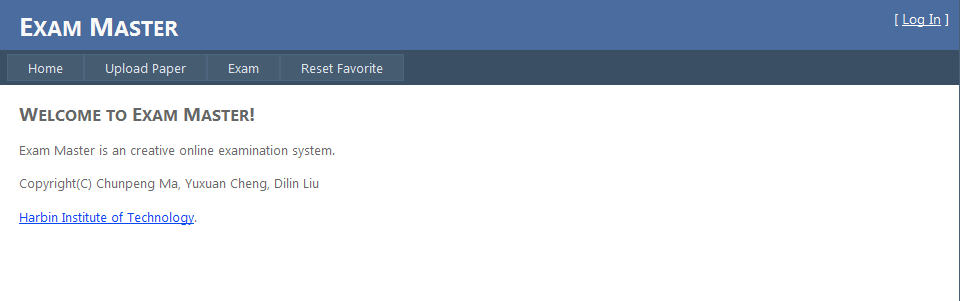 EXAM MASTER
[ Log In ]
Home Upload Paper Exam Reset Favorite
WELCOME TO EXAM MASTER!
Exam Master is an creative online examination system.
Copyright(C) Chunpeng Ma, Yuxuan Cheng, Dilin Liu
Harbin Institute of Technology.